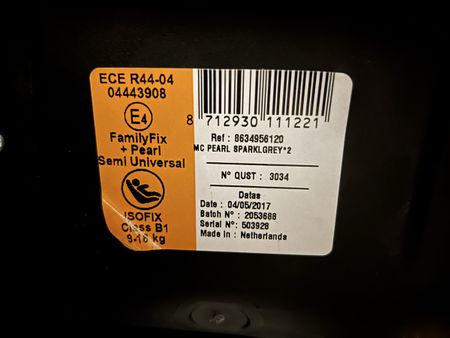 ECE R44-04
04443908
E4
FamilyFix
+ Pearl
Semi Universal
ISOFIX
Class B1
9-18 kg
8 712930 111221
Ref : 8634956120
MC PEARL SPARKLGREY*2
N° QUST : 3034
Datas
Date : 04/05/2017
Batch N° : 2053688
Serial N° : 503928
Made in : Netherlands